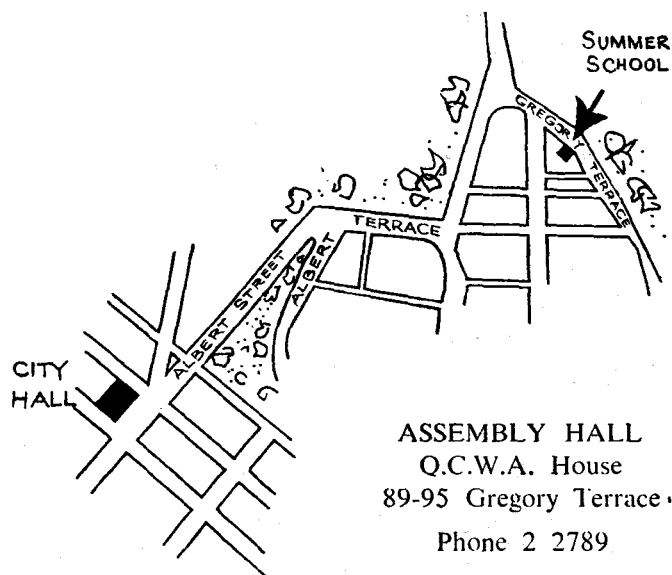 SUMMER
SCHOOL
GREGORY TERRACE
TERRACE
ALBERT
ALBERT STREET
CITY
HALL
ASSEMBLY HALL
Q.C.W.A. House
89-95 Gregory Terrace
Phone 2 2789